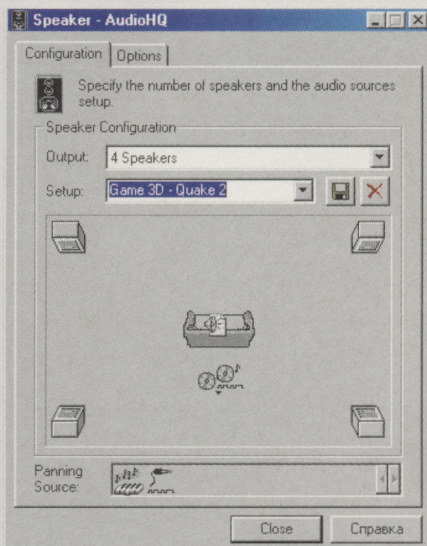 Speaker - AudioHQ
Configuration
Options
Specify the number of speakers and the audio sources
setup.
Speaker Configuration
Output:
4 Speakers
Setup:
Game 3D - Quake 2
Panning
Source:
Close
Справка